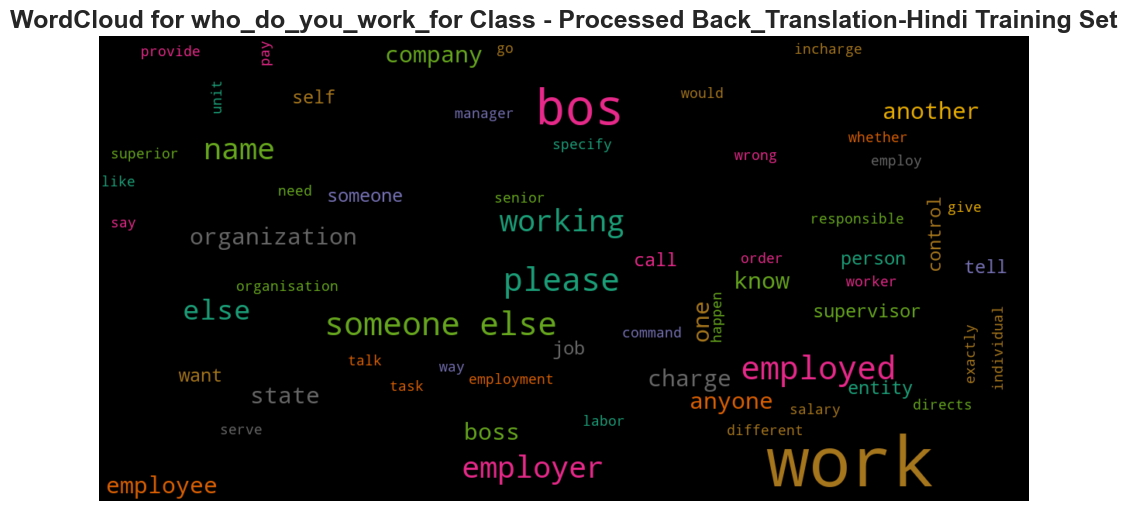 WordCloud for who_do_you_work_for Class - Processed Back_Translation-Hindi Training Set
provide
pay
company
go
incharge
unit
self
would
manager
bos
another
specify
whether
superior
name
wrong
employ
like
need
someone
senior
say
working
responsible
control
give
organization
call
order
person
tell
organisation
please
know
worker
else
someone else
one
happen
supervisor
command
exactly
individual
job
talk
way
want
task
employment
charge
employed
entity
state
anyone
salary
directs
serve
boss
labor
different
employee
employer
work